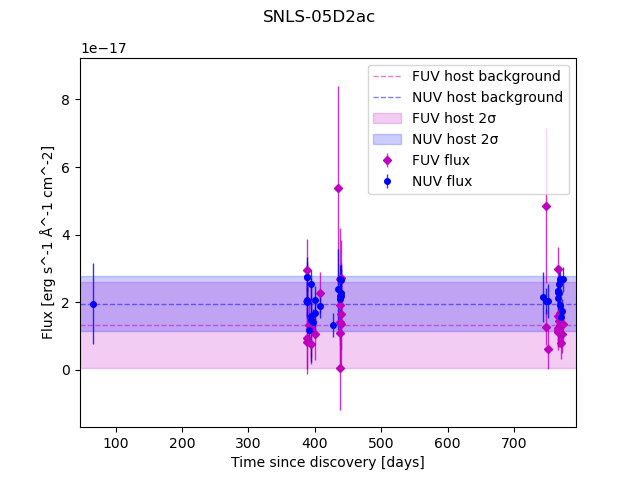 SNLS-05D2ac
1e−17
FUV host background
NUV host background
FUV host 2σ
NUV host 2σ
FUV flux
NUV flux
8
6
4
2
0
Flux [erg s^-1 Å^-1 cm^-2]
100 200 300 400 500 600 700
Time since discovery [days]